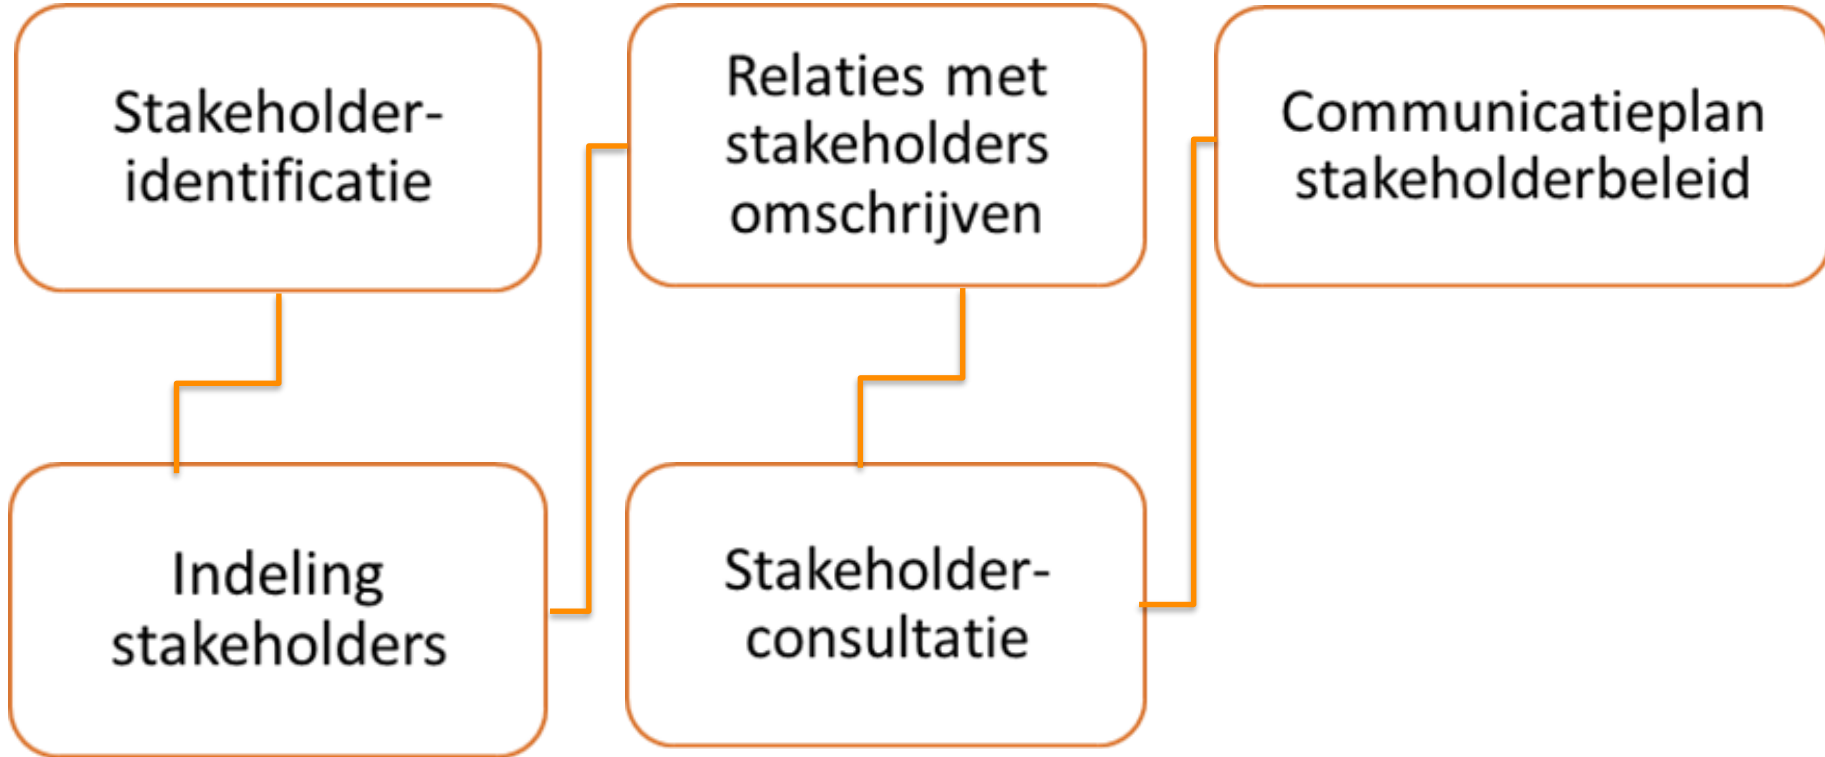 Stakeholder-
identificatie
Indeling
stakeholders
Relaties met
stakeholders
omschrijven
Stakeholder-
consultatie
Communicatieplan
stakeholderbeleid